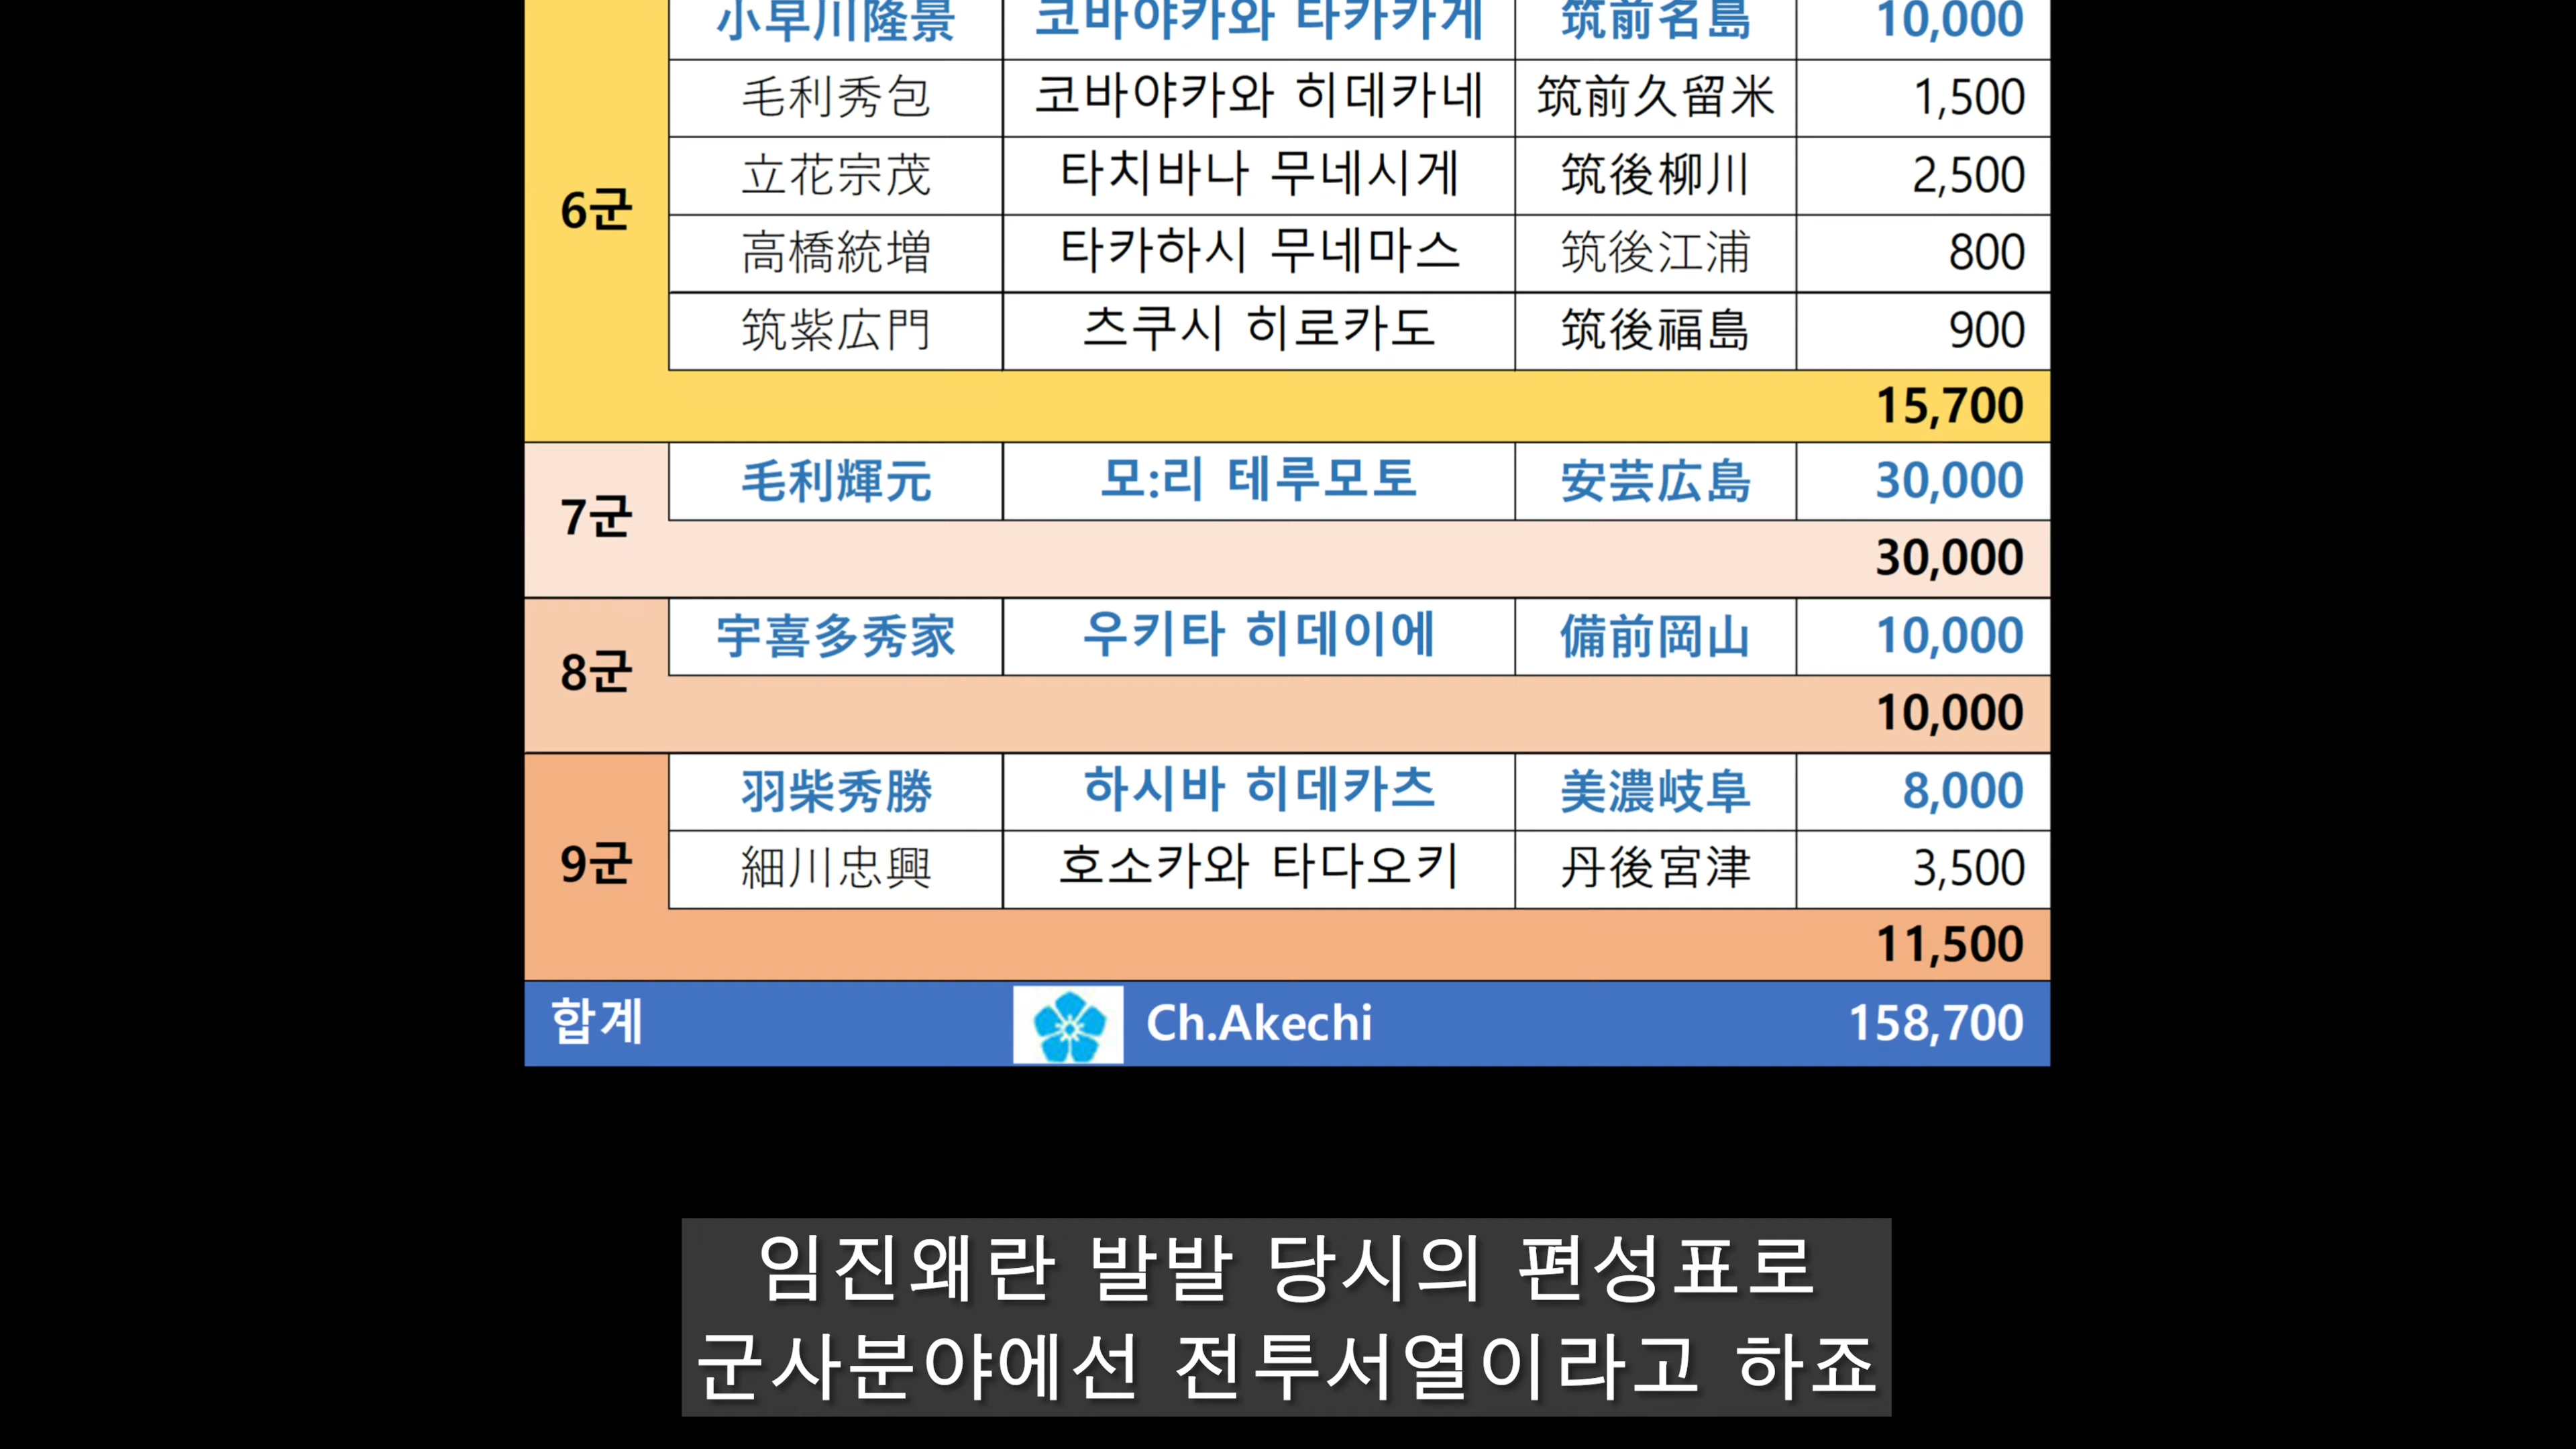 小早川隆景 코바야카와 타카카게 筑前名島 10,000
毛利秀包 코바야카와 히데카네 筑前久留米 1,500
立花宗茂 타치바나 무네시게 筑後柳川 2,500
6군
高橋統増 타카하시 무네마스 筑後江浦 800
筑紫広門 츠쿠시 히로카도 筑後福島 900
15,700
毛利輝元 모:리 테루모토 安芸広島 30,000
7군
30,000
宇喜多秀家 우키타 히데이에 備前岡山 10,000
8군
10,000
羽柴秀勝 하시바 히데카츠 美濃岐阜 8,000
9군
細川忠興 호소카와 타다오키 丹後宮津 3,500
11,500
합계 Ch.Akechi 158,700
임진왜란 발발 당시의 편성표로
군사분야에선 전투서열이라고 하죠